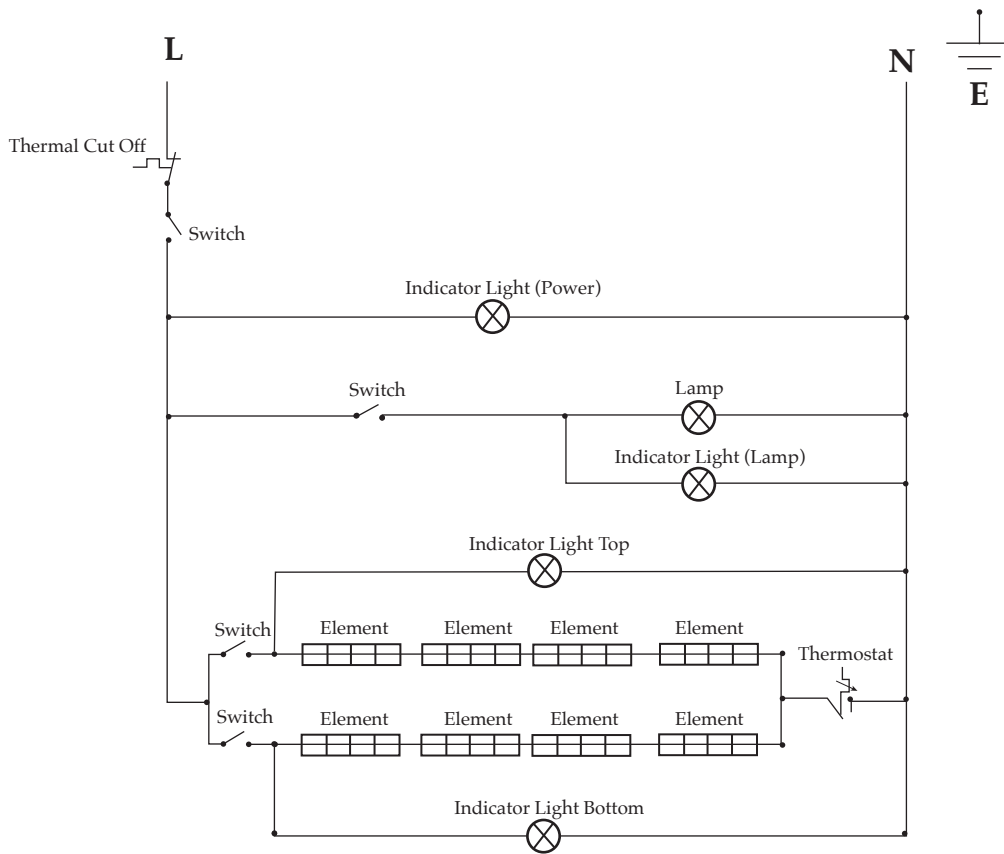 L
N
E
Thermal Cut Off
Switch
Indicator Light (Power)
Switch
Lamp
Indicator Light (Lamp)
Indicator Light Top
Switch
Element
Element
Element
Element
Thermostat
Switch
Element
Element
Element
Element
Indicator Light Bottom